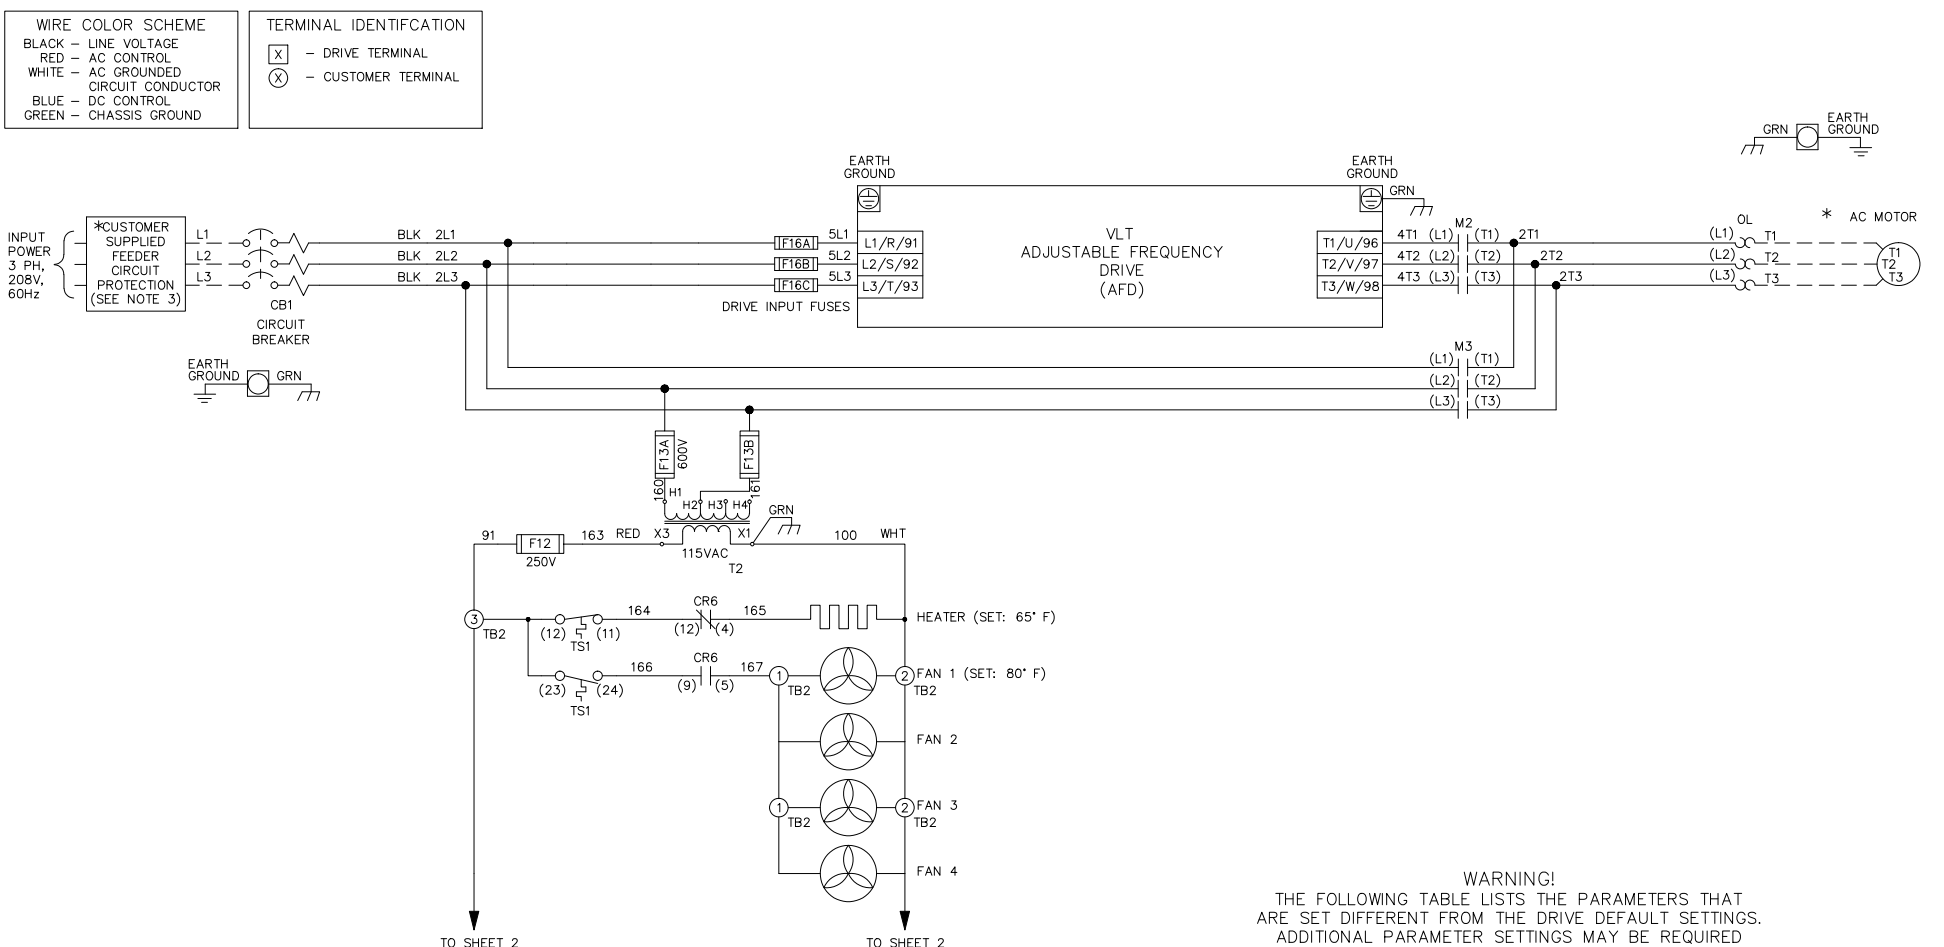 WIRE COLOR SCHEME
BLACK – LINE VOLTAGE
RED – AC CONTROL
WHITE – AC GROUNDED
CIRCUIT CONDUCTOR
BLUE – DC CONTROL
GREEN – CHASSIS GROUND
TERMINAL IDENTIFCATION
X – DRIVE TERMINAL
X – CUSTOMER TERMINAL
GRN
EARTH
GROUND
EARTH
GROUND
EARTH
GROUND
GRN
INPUT
POWER
3 PH,
208V,
60Hz
*CUSTOMER
SUPPLIED
FEEDER
CIRCUIT
PROTECTION
(SEE NOTE 3)
L1
L2
L3
CB1
CIRCUIT
BREAKER
BLK 2L1
BLK 2L2
BLK 2L3
F16A
F16B
F16C
5L1
5L2
5L3
DRIVE INPUT FUSES
L1/R/91
L2/S/92
L3/T/93
VLT
ADJUSTABLE FREQUENCY
DRIVE
(AFD)
T1/U/96
T2/V/97
T3/W/98
M2
4T1 (L1) (T1) 2T1
4T2 (L2) (T2) 2T2
4T3 (L3) (T3) 2T3
OL
(L1) T1
(L2) T2
(L3) T3
* AC MOTOR
T1
T2
T3
M3
(L1) (T1)
(L2) (T2)
(L3) (T3)
EARTH
GROUND
GRN
F13A
600V
F13B
160
H1
H2
H3
H4
161
GRN
91
F12
250V
163
RED
X3
X1
115VAC
T2
100
WHT
3
TB2
(12)
(11)
TS1
164
CR6
(12)
(4)
165
HEATER (SET: 65° F)
(23)
(24)
TS1
166
CR6
(9)
(5)
167
1
TB2
2
TB2
FAN 1 (SET: 80° F)
FAN 2
1
TB2
2
TB2
FAN 3
FAN 4
TO SHEET 2
TO SHEET 2
WARNING!
THE FOLLOWING TABLE LISTS THE PARAMETERS THAT
ARE SET DIFFERENT FROM THE DRIVE DEFAULT SETTINGS.
ADDITIONAL PARAMETER SETTINGS MAY BE REQUIRED